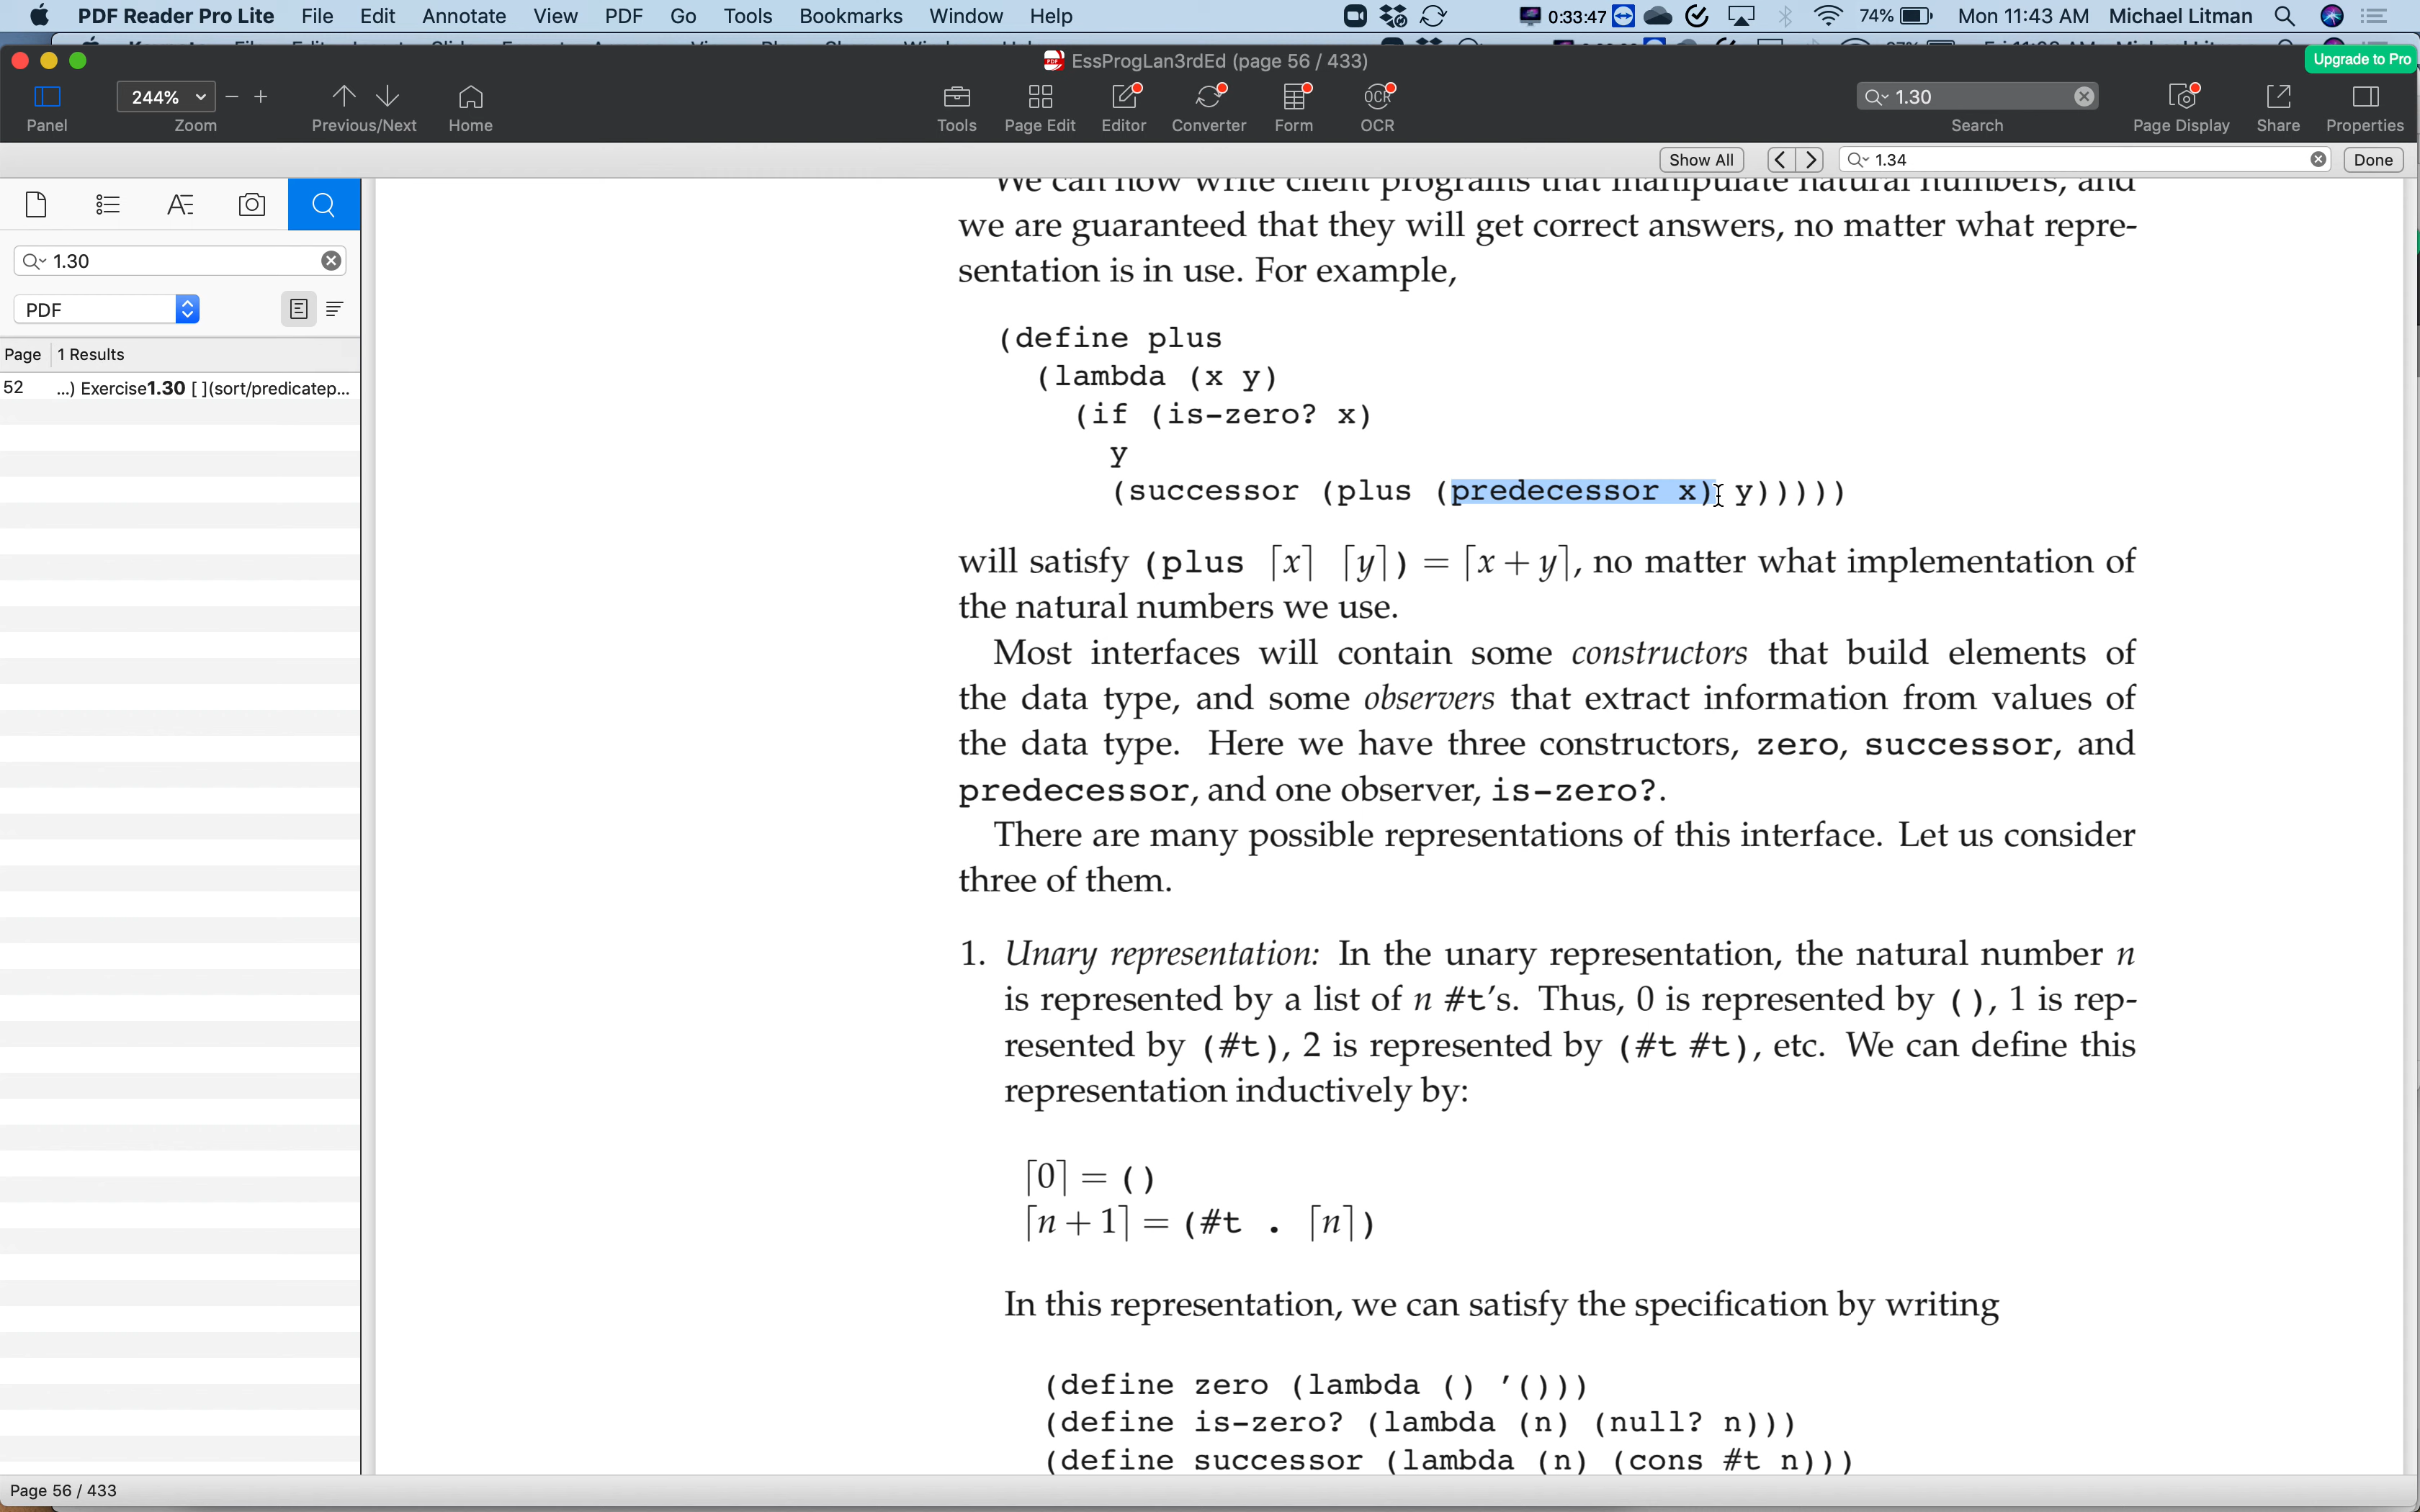 PDF Reader Pro Lite File Edit Annotate View PDF Go Tools Bookmarks Window Help 0:33:47 74% Mon 11:43 AM Michael Litman
EssProgLan3rdEd (page 56 / 433)
Upgrade to Pro
244%
1.30
Panel Zoom Previous/Next Home Tools Page Edit Editor Converter Form OCR Search Page Display Share Properties
Show All 1.34 Done
1.30
PDF
Page 1 Results
52 ...) Exercise1.30 [ ](sort/predicatep...
We can now write client programs that manipulate natural numbers, and
we are guaranteed that they will get correct answers, no matter what repre-
sentation is in use. For example,
(define plus
(lambda (x y)
(if (is-zero? x)
y
(successor (plus (predecessor x) y)))))
will satisfy (plus ⌈x⌉ ⌈y⌉) = ⌈x + y⌉, no matter what implementation of
the natural numbers we use.
Most interfaces will contain some constructors that build elements of
the data type, and some observers that extract information from values of
the data type. Here we have three constructors, zero, successor, and
predecessor, and one observer, is-zero?.
There are many possible representations of this interface. Let us consider
three of them.
1. Unary representation: In the unary representation, the natural number n
is represented by a list of n #t's. Thus, 0 is represented by (), 1 is rep-
resented by (#t), 2 is represented by (#t #t), etc. We can define this
representation inductively by:
⌈0⌉ = ()
⌈n + 1⌉ = (#t . ⌈n⌉)
In this representation, we can satisfy the specification by writing
(define zero (lambda () '()))
(define is-zero? (lambda (n) (null? n)))
(define successor (lambda (n) (cons #t n)))
Page 56 / 433